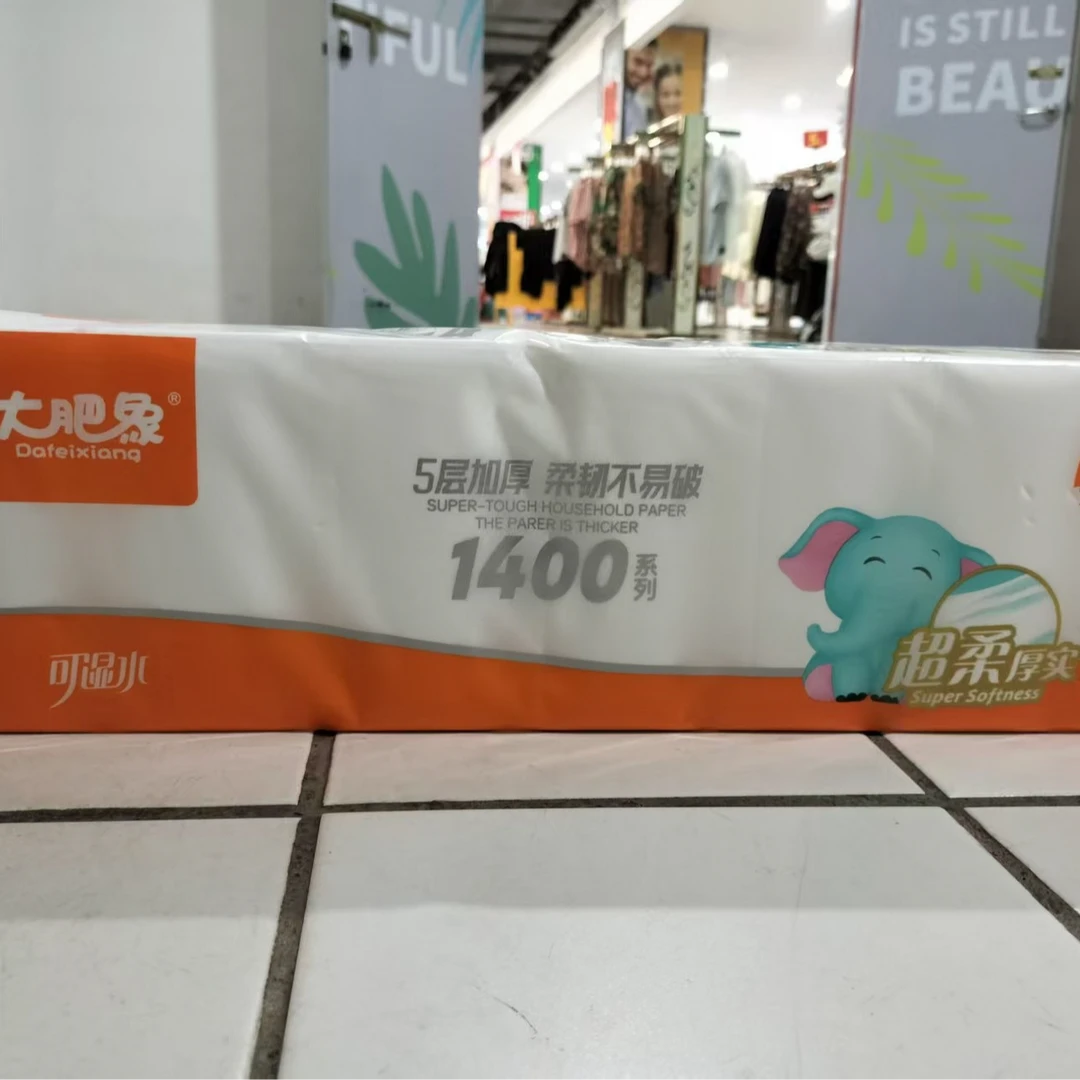 TIFUL
IS STILL
BEAU
大肥象®
Dafeixiang
5层加厚 柔韧不易破
SUPER-TOUGH HOUSEHOLD PAPER
THE PARER IS THICKER
1400系列
可湿水
超柔厚实
Super Softness